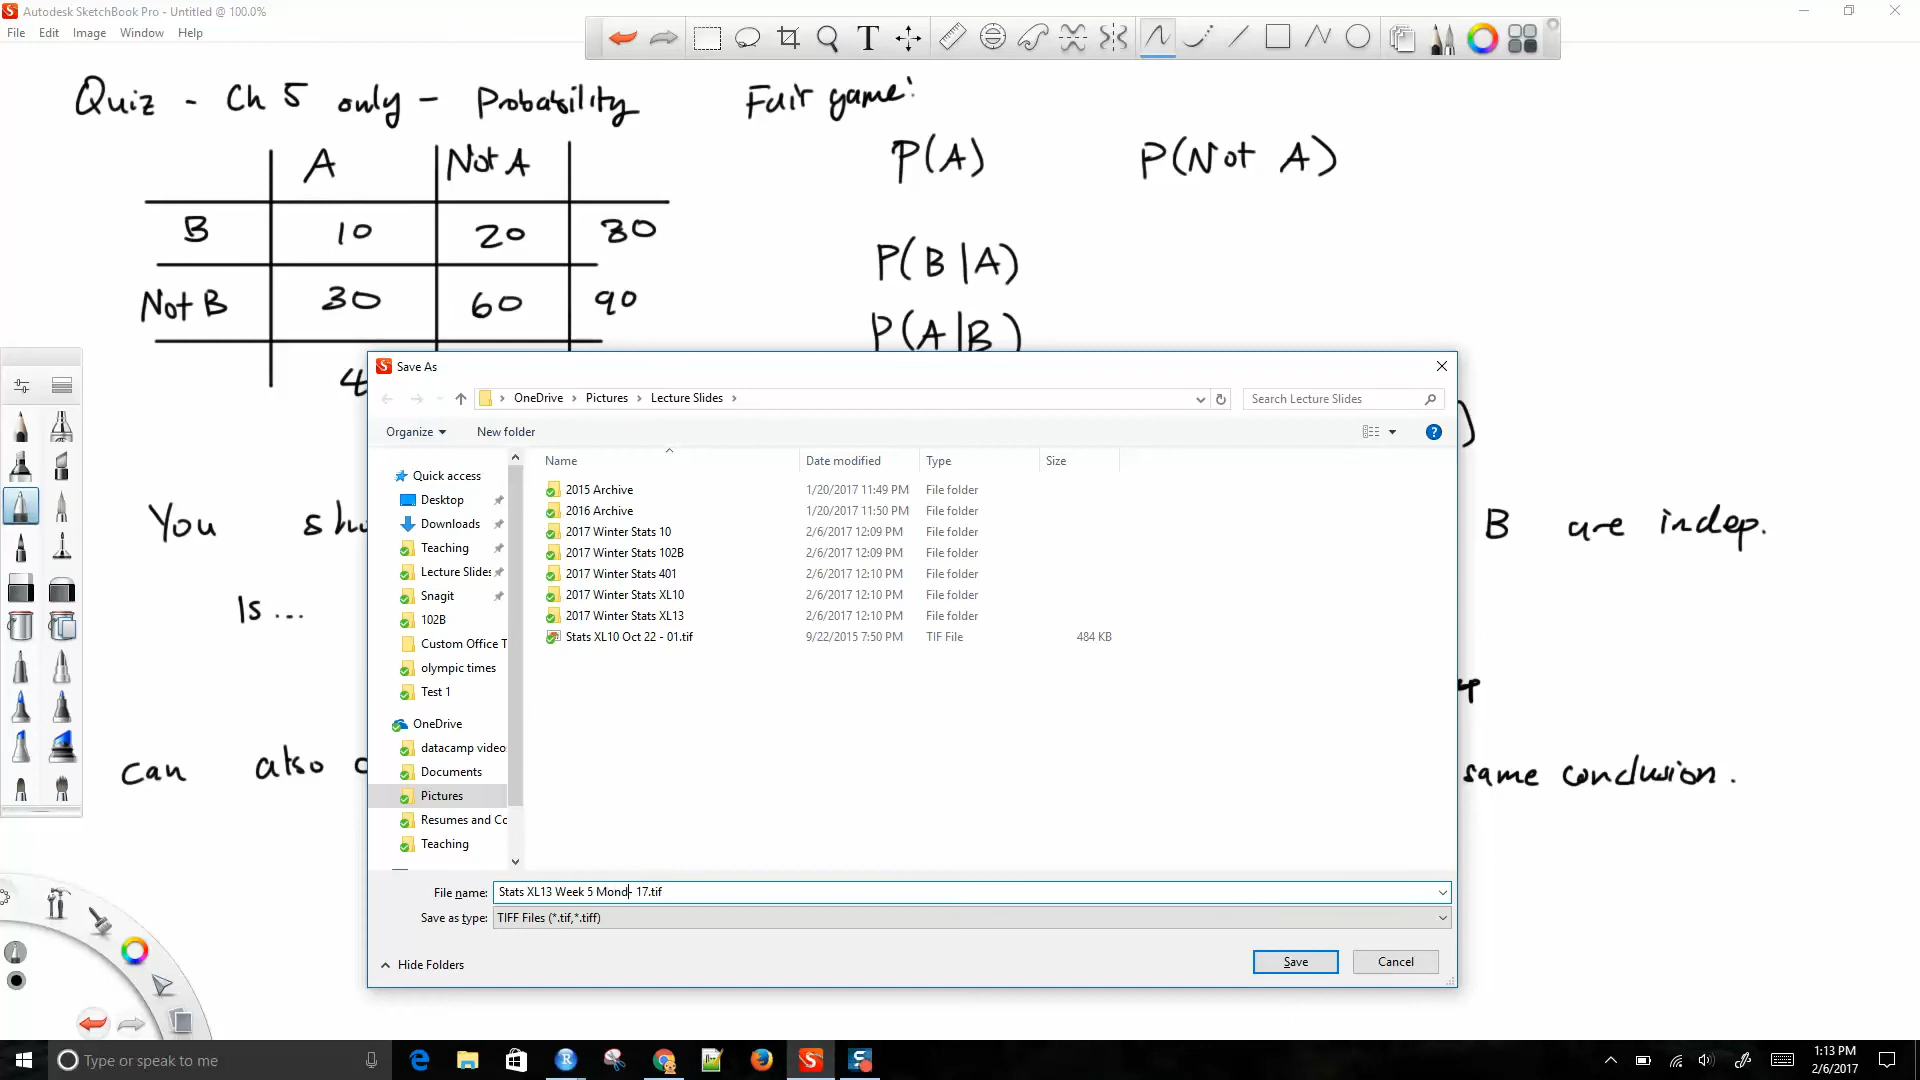 Autodesk SketchBook Pro - Untitled @ 100.0%
File Edit Image Window Help
T
Quiz - Ch 5 only - Probability
Fair game:
A Not A
P(A) P(Not A)
B 10 20 30
P(B|A)
Not B 30 60 90
P(A|B)
4
)
You B are indep.
Is ...
can also same conclusion.
Save As
OneDrive Pictures Lecture Slides
Search Lecture Slides
Organize New folder
?
Name Date modified Type Size
Quick access
Desktop
Downloads
Teaching
Lecture Slides
Snagit
102B
Custom Office T
olympic times
Test 1
OneDrive
datacamp video
Documents
Pictures
Resumes and Co
Teaching
2015 Archive 1/20/2017 11:49 PM File folder
2016 Archive 1/20/2017 11:50 PM File folder
2017 Winter Stats 10 2/6/2017 12:09 PM File folder
2017 Winter Stats 102B 2/6/2017 12:09 PM File folder
2017 Winter Stats 401 2/6/2017 12:10 PM File folder
2017 Winter Stats XL10 2/6/2017 12:10 PM File folder
2017 Winter Stats XL13 2/6/2017 12:10 PM File folder
Stats XL10 Oct 22 - 01.tif 9/22/2015 7:50 PM TIF File 484 KB
File name: Stats XL13 Week 5 Mond- 17.tif
Save as type: TIFF Files (*.tif,*.tiff)
Hide Folders
Save Cancel
Type or speak to me
1:13 PM
2/6/2017